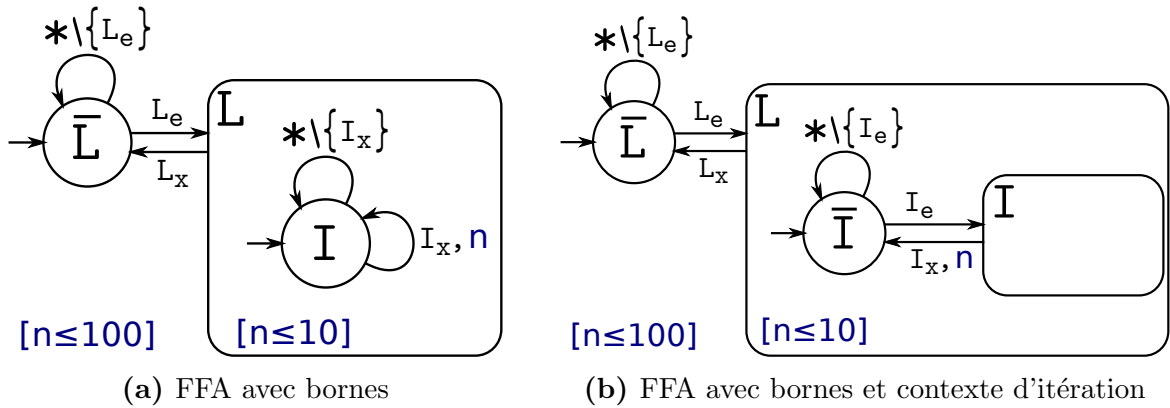 *\{Lₑ}
L̅
Lₑ
Lₓ
L
*\{Iₓ}
I
Iₓ, n
[n≤100]
[n≤10]
(a) FFA avec bornes
*\{Lₑ}
L̅
Lₑ
Lₓ
L
*\{Iₑ}
I̅
Iₑ
Iₓ, n
I
[n≤100]
[n≤10]
(b) FFA avec bornes et contexte d'itération